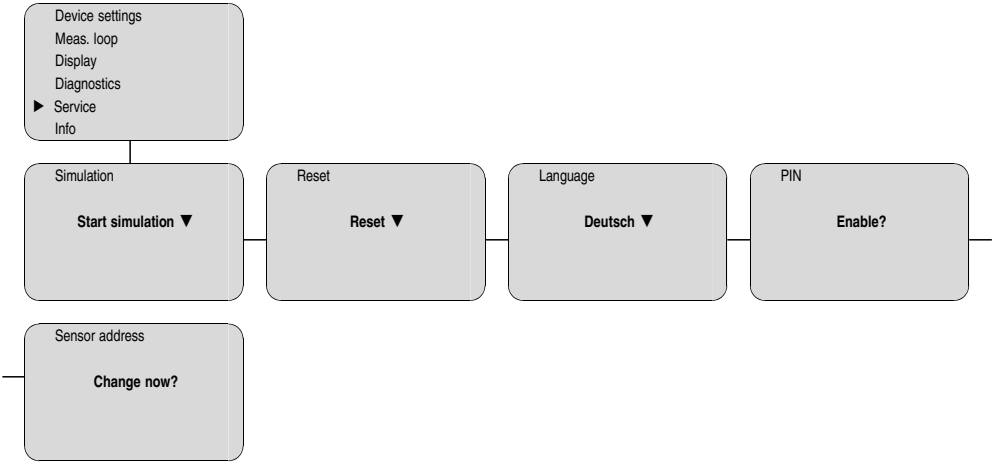 Device settings
Meas. loop
Display
Diagnostics
▶ Service
Info
Simulation
Start simulation ▼
Reset
Reset ▼
Language
Deutsch ▼
PIN
Enable?
Sensor address
Change now?